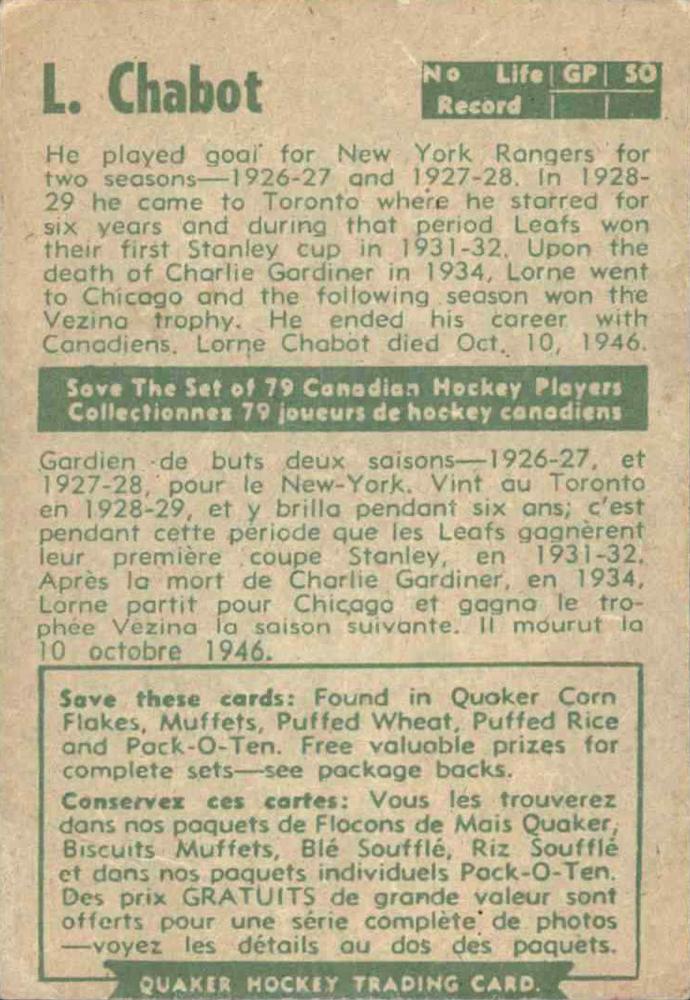 L. Chabot
No Life GP SO
Record
He played goal for New York Rangers for
two seasons—1926-27 and 1927-28. In 1928-
29 he came to Toronto where he starred for
six years and during that period Leafs won
their first Stanley cup in 1931-32. Upon the
death of Charlie Gardiner in 1934, Lorne went
to Chicago and the following season won the
Vezina trophy. He ended his career with
Canadiens. Lorne Chabot died Oct. 10, 1946.
Save The Set of 79 Canadian Hockey Players
Collectionnez 79 joueurs de hockey canadiens
Gardien de buts deux saisons—1926-27, et
1927-28, pour le New-York. Vint au Toronto
en 1928-29, et y brilla pendant six ans; c'est
pendant cette période que les Leafs gagnèrent
leur première coupe Stanley, en 1931-32.
Après la mort de Charlie Gardiner, en 1934,
Lorne partit pour Chicago et gagna le tro-
phée Vezina la saison suivante. Il mourut la
10 octobre 1946.
Save these cards: Found in Quaker Corn
Flakes, Muffets, Puffed Wheat, Puffed Rice
and Pack-O-Ten. Free valuable prizes for
complete sets—see package backs.
Conservez ces cartes: Vous les trouverez
dans nos paquets de Flocons de Mais Quaker,
Biscuits Muffets, Blé Soufflé, Riz Soufflé
et dans nos paquets individuels Pack-O-Ten.
Des prix GRATUITS de grande valeur sont
offerts pour une série complète de photos
—voyez les détails au dos des paquets.
QUAKER HOCKEY TRADING CARD.